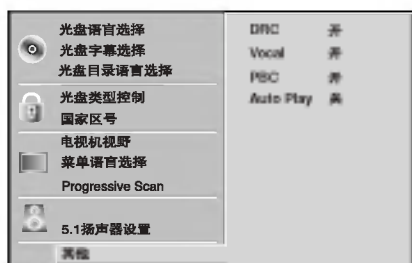 光盘语言选择
光盘字幕选择
光盘目录语言选择
光盘类型控制
国家区号
电视机视野
菜单语言选择
Progressive Scan
5.1扬声器设置
其他
DRC 开
Vocal 开
PBC 开
Auto Play 关